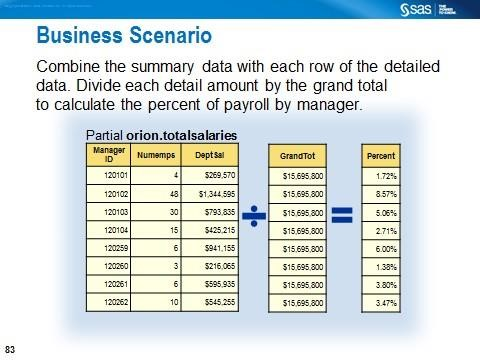 Sas THE POWER TO KNOW.
Business Scenario
Combine the summary data with each row of the detailed
data. Divide each detail amount by the grand total
to calculate the percent of payroll by manager.
Partial orion.totalsalaries
Manager ID Numemps DeptSal GrandTot Percent
120101 4 $269,570 $15,695,800 1.72%
120102 48 $1,344,595 $15,695,800 8.57%
120103 30 $793,835 $15,695,800 5.06%
120104 15 $425,215 ÷ $15,695,800 = 2.71%
120259 6 $941,155 $15,695,800 6.00%
120260 3 $216,065 $15,695,800 1.38%
120261 6 $595,935 $15,695,800 3.80%
120262 10 $545,255 $15,695,800 3.47%
83